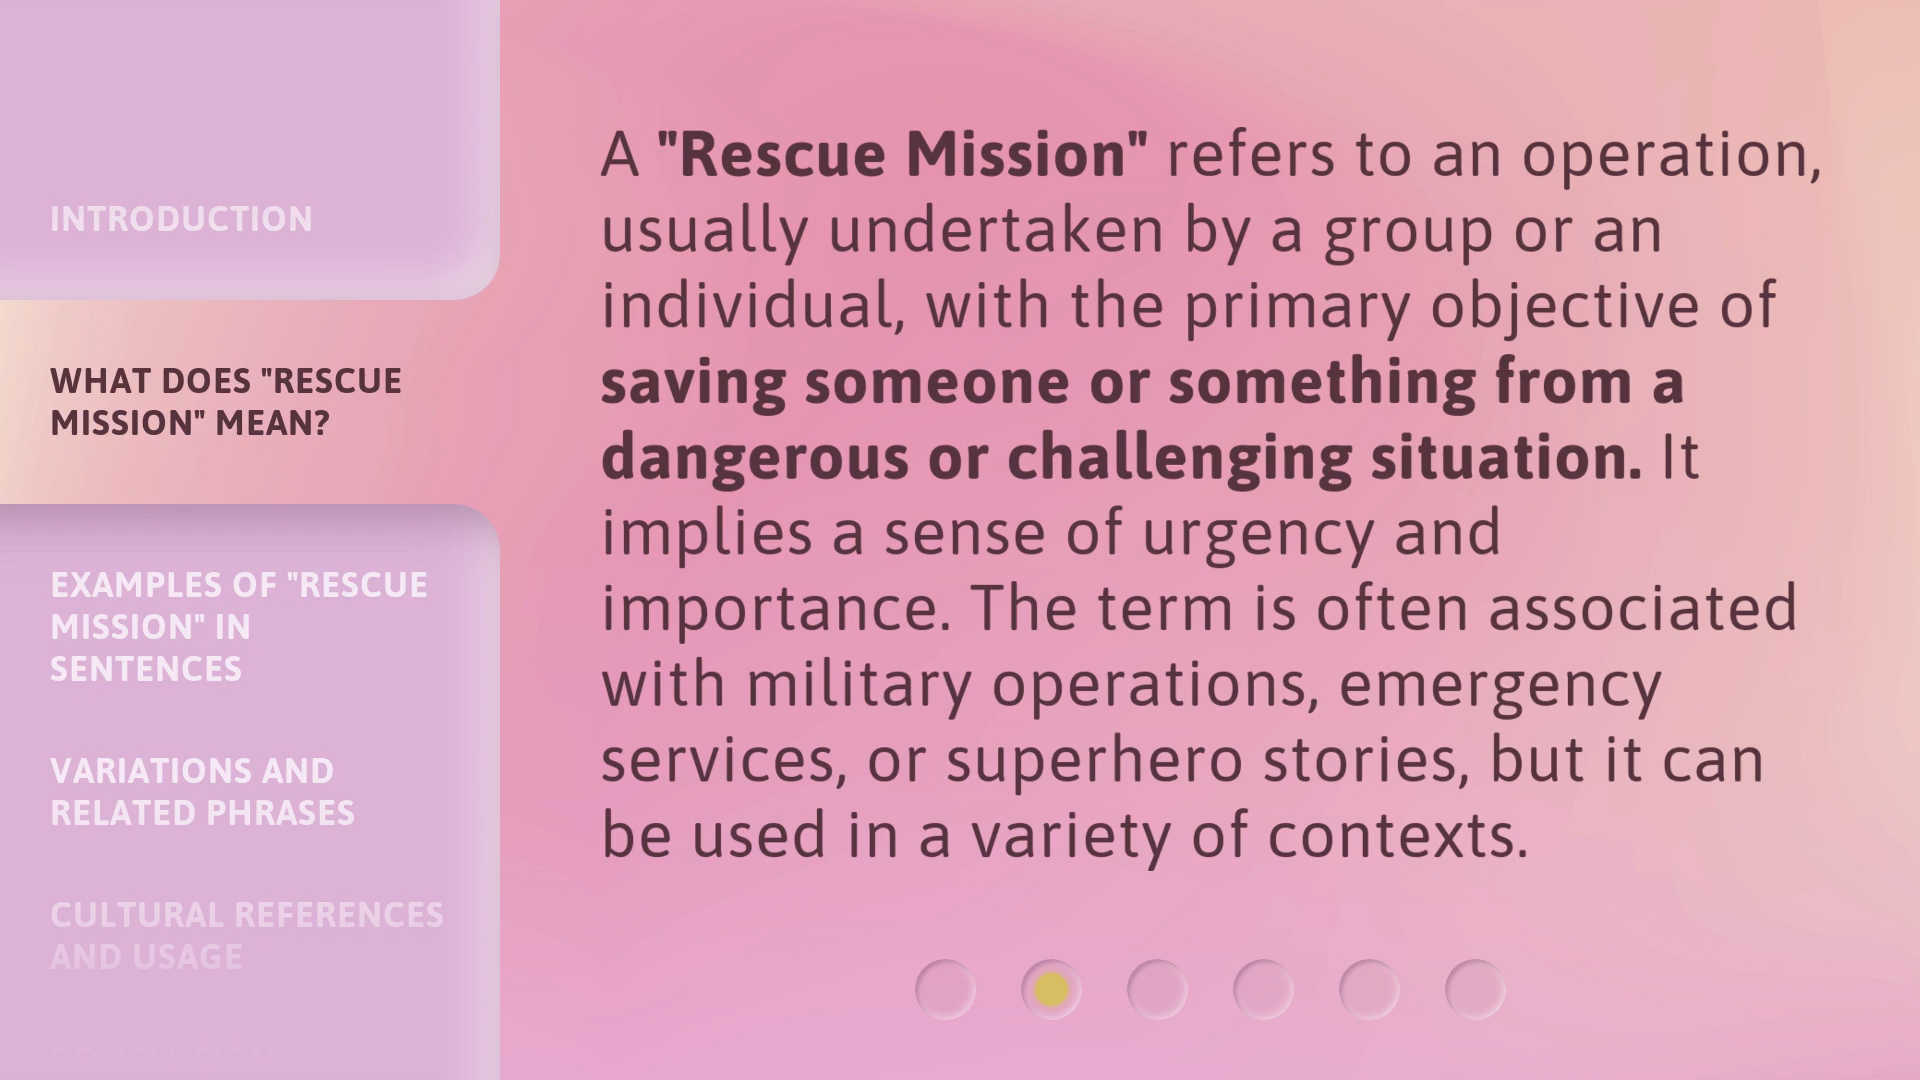 INTRODUCTION
WHAT DOES "RESCUE
MISSION" MEAN?
EXAMPLES OF "RESCUE
MISSION" IN
SENTENCES
VARIATIONS AND
RELATED PHRASES
CULTURAL REFERENCES
AND USAGE
CONCLUSION
A "Rescue Mission" refers to an operation,
usually undertaken by a group or an
individual, with the primary objective of
saving someone or something from a
dangerous or challenging situation. It
implies a sense of urgency and
importance. The term is often associated
with military operations, emergency
services, or superhero stories, but it can
be used in a variety of contexts.